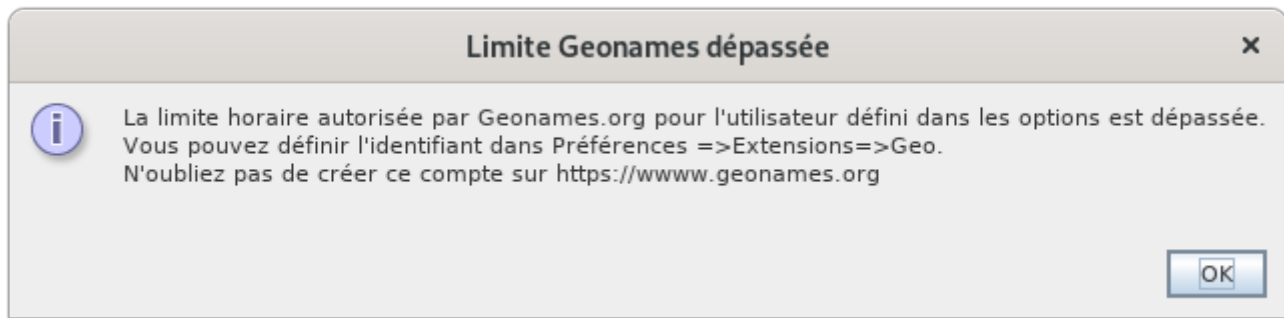 Limite Geonames dépassée
La limite horaire autorisée par Geonames.org pour l'utilisateur défini dans les options est dépassée.
Vous pouvez définir l'identifiant dans Préférences =>Extensions=>Geo.
N'oubliez pas de créer ce compte sur https://wwww.geonames.org
OK